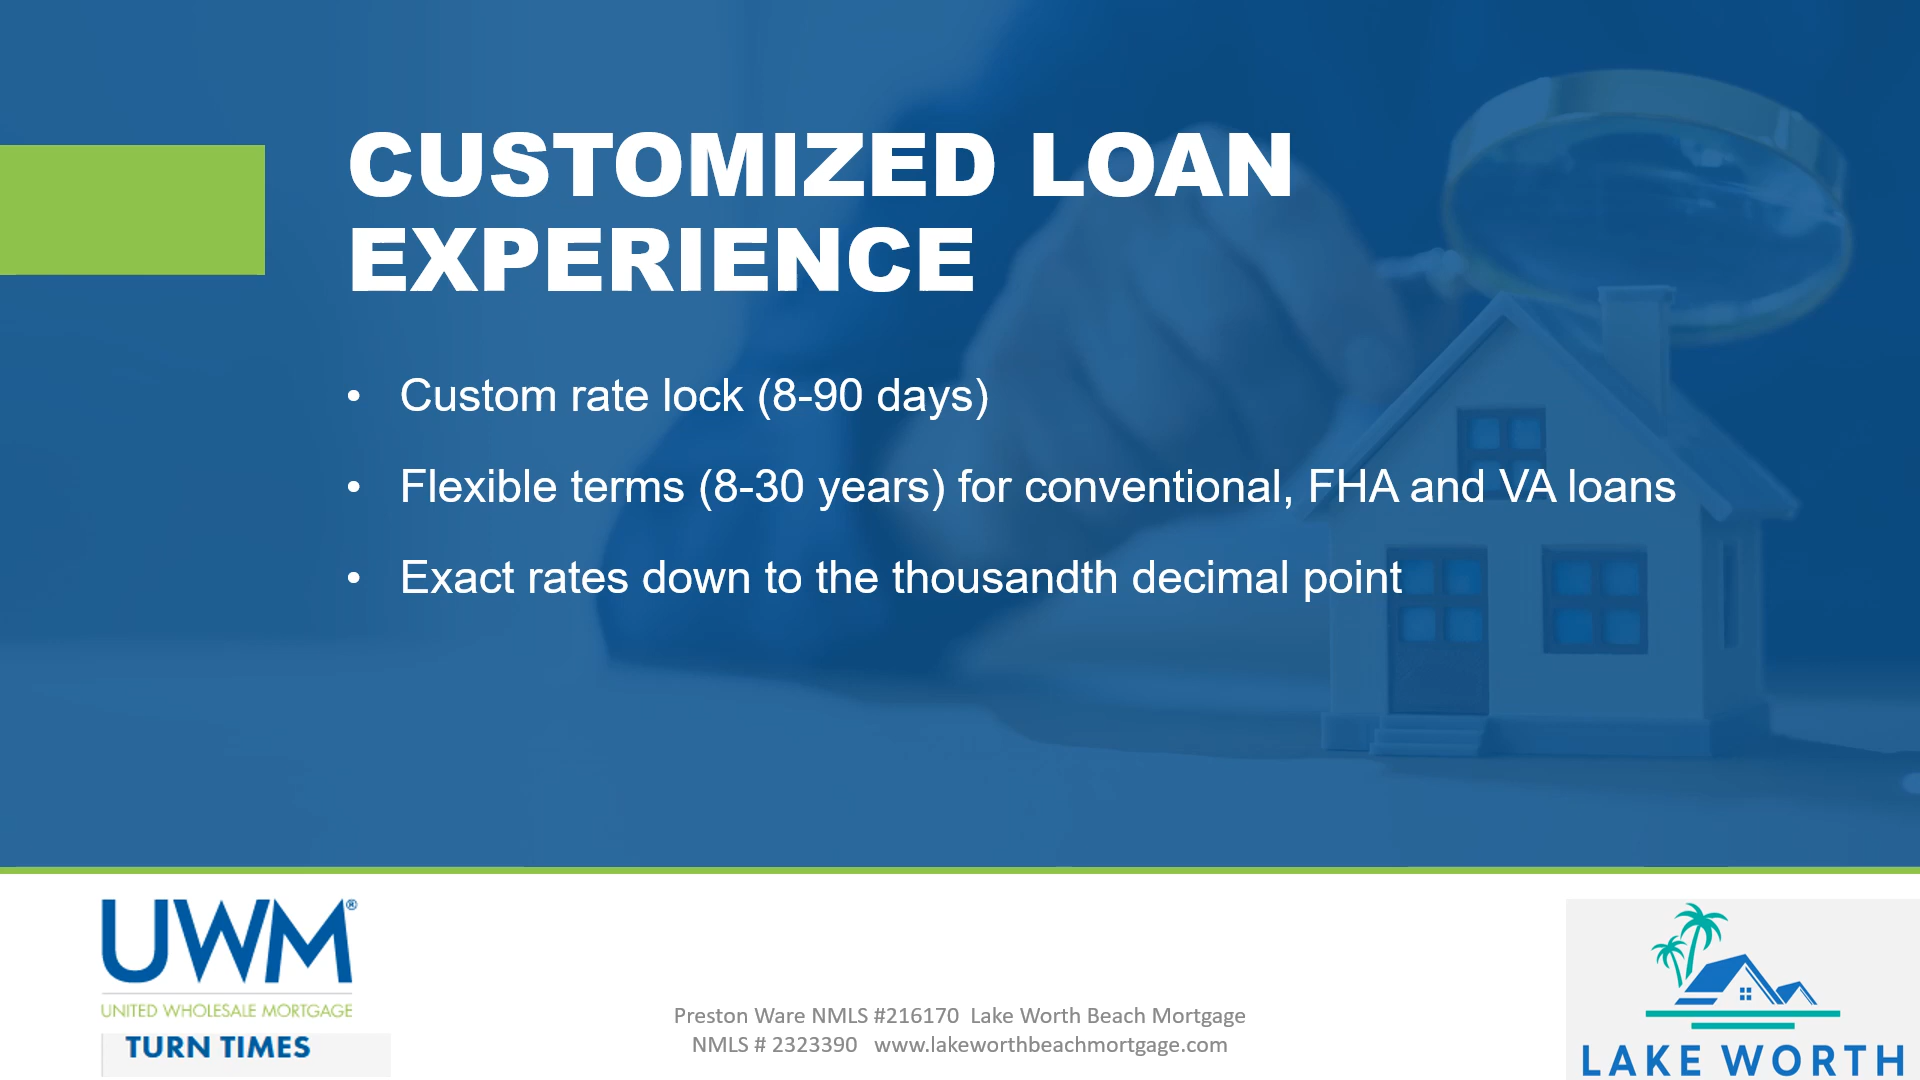 CUSTOMIZED LOAN
EXPERIENCE
• Custom rate lock (8-90 days)
• Flexible terms (8-30 years) for conventional, FHA and VA loans
• Exact rates down to the thousandth decimal point
UWM®
UNITED WHOLESALE MORTGAGE
TURN TIMES
Preston Ware NMLS #216170 Lake Worth Beach Mortgage
NMLS # 2323390 www.lakeworthbeachmortgage.com
LAKE WORTH